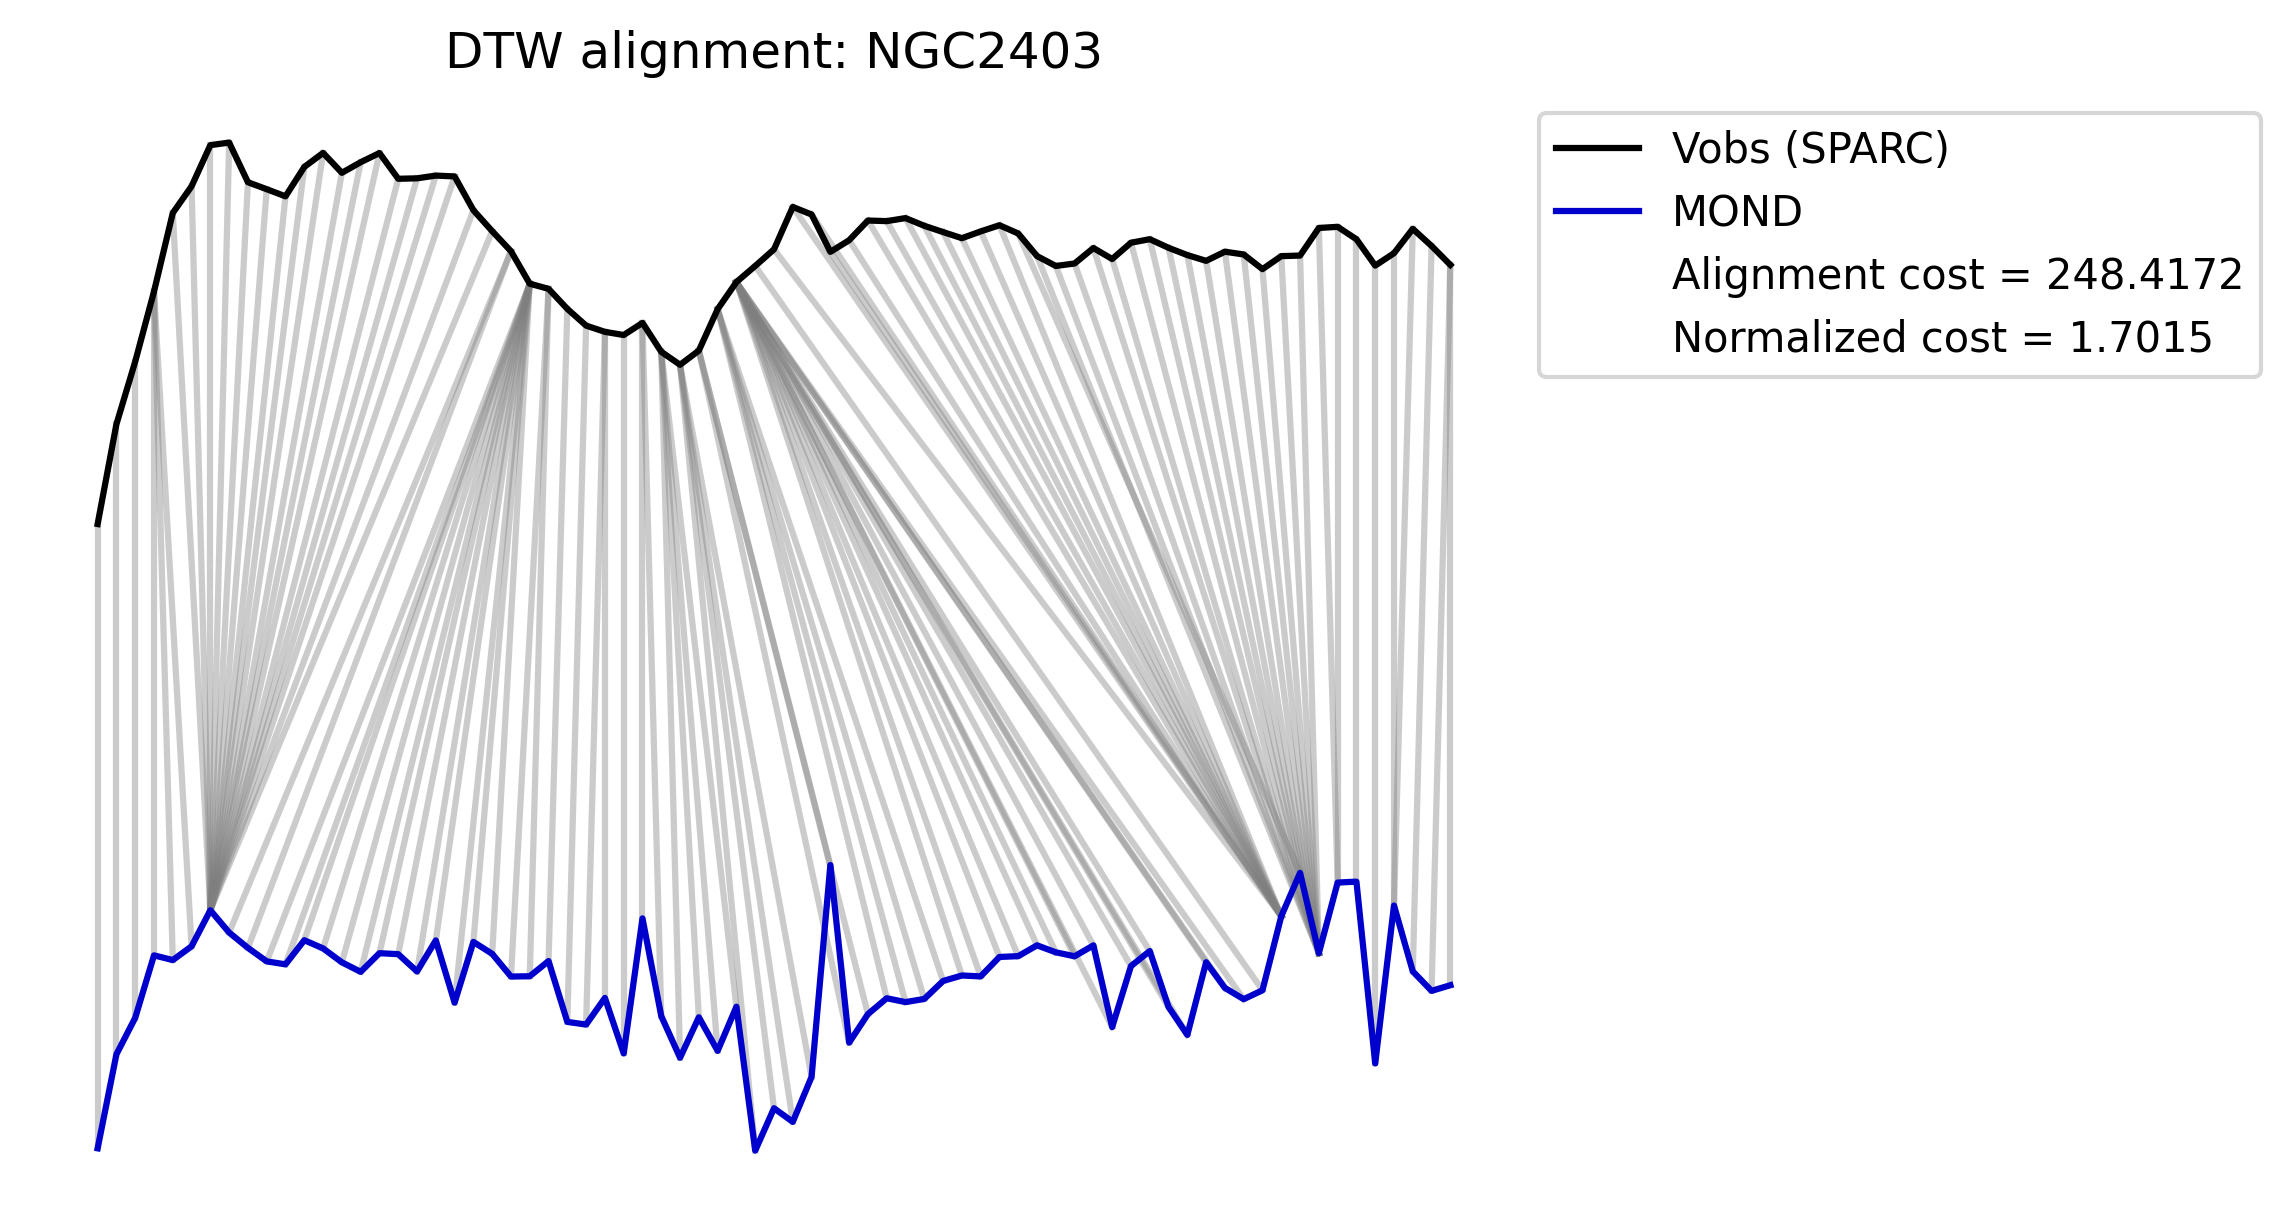 DTW alignment: NGC2403
Vobs (SPARC)
MOND
Alignment cost = 248.4172
Normalized cost = 1.7015